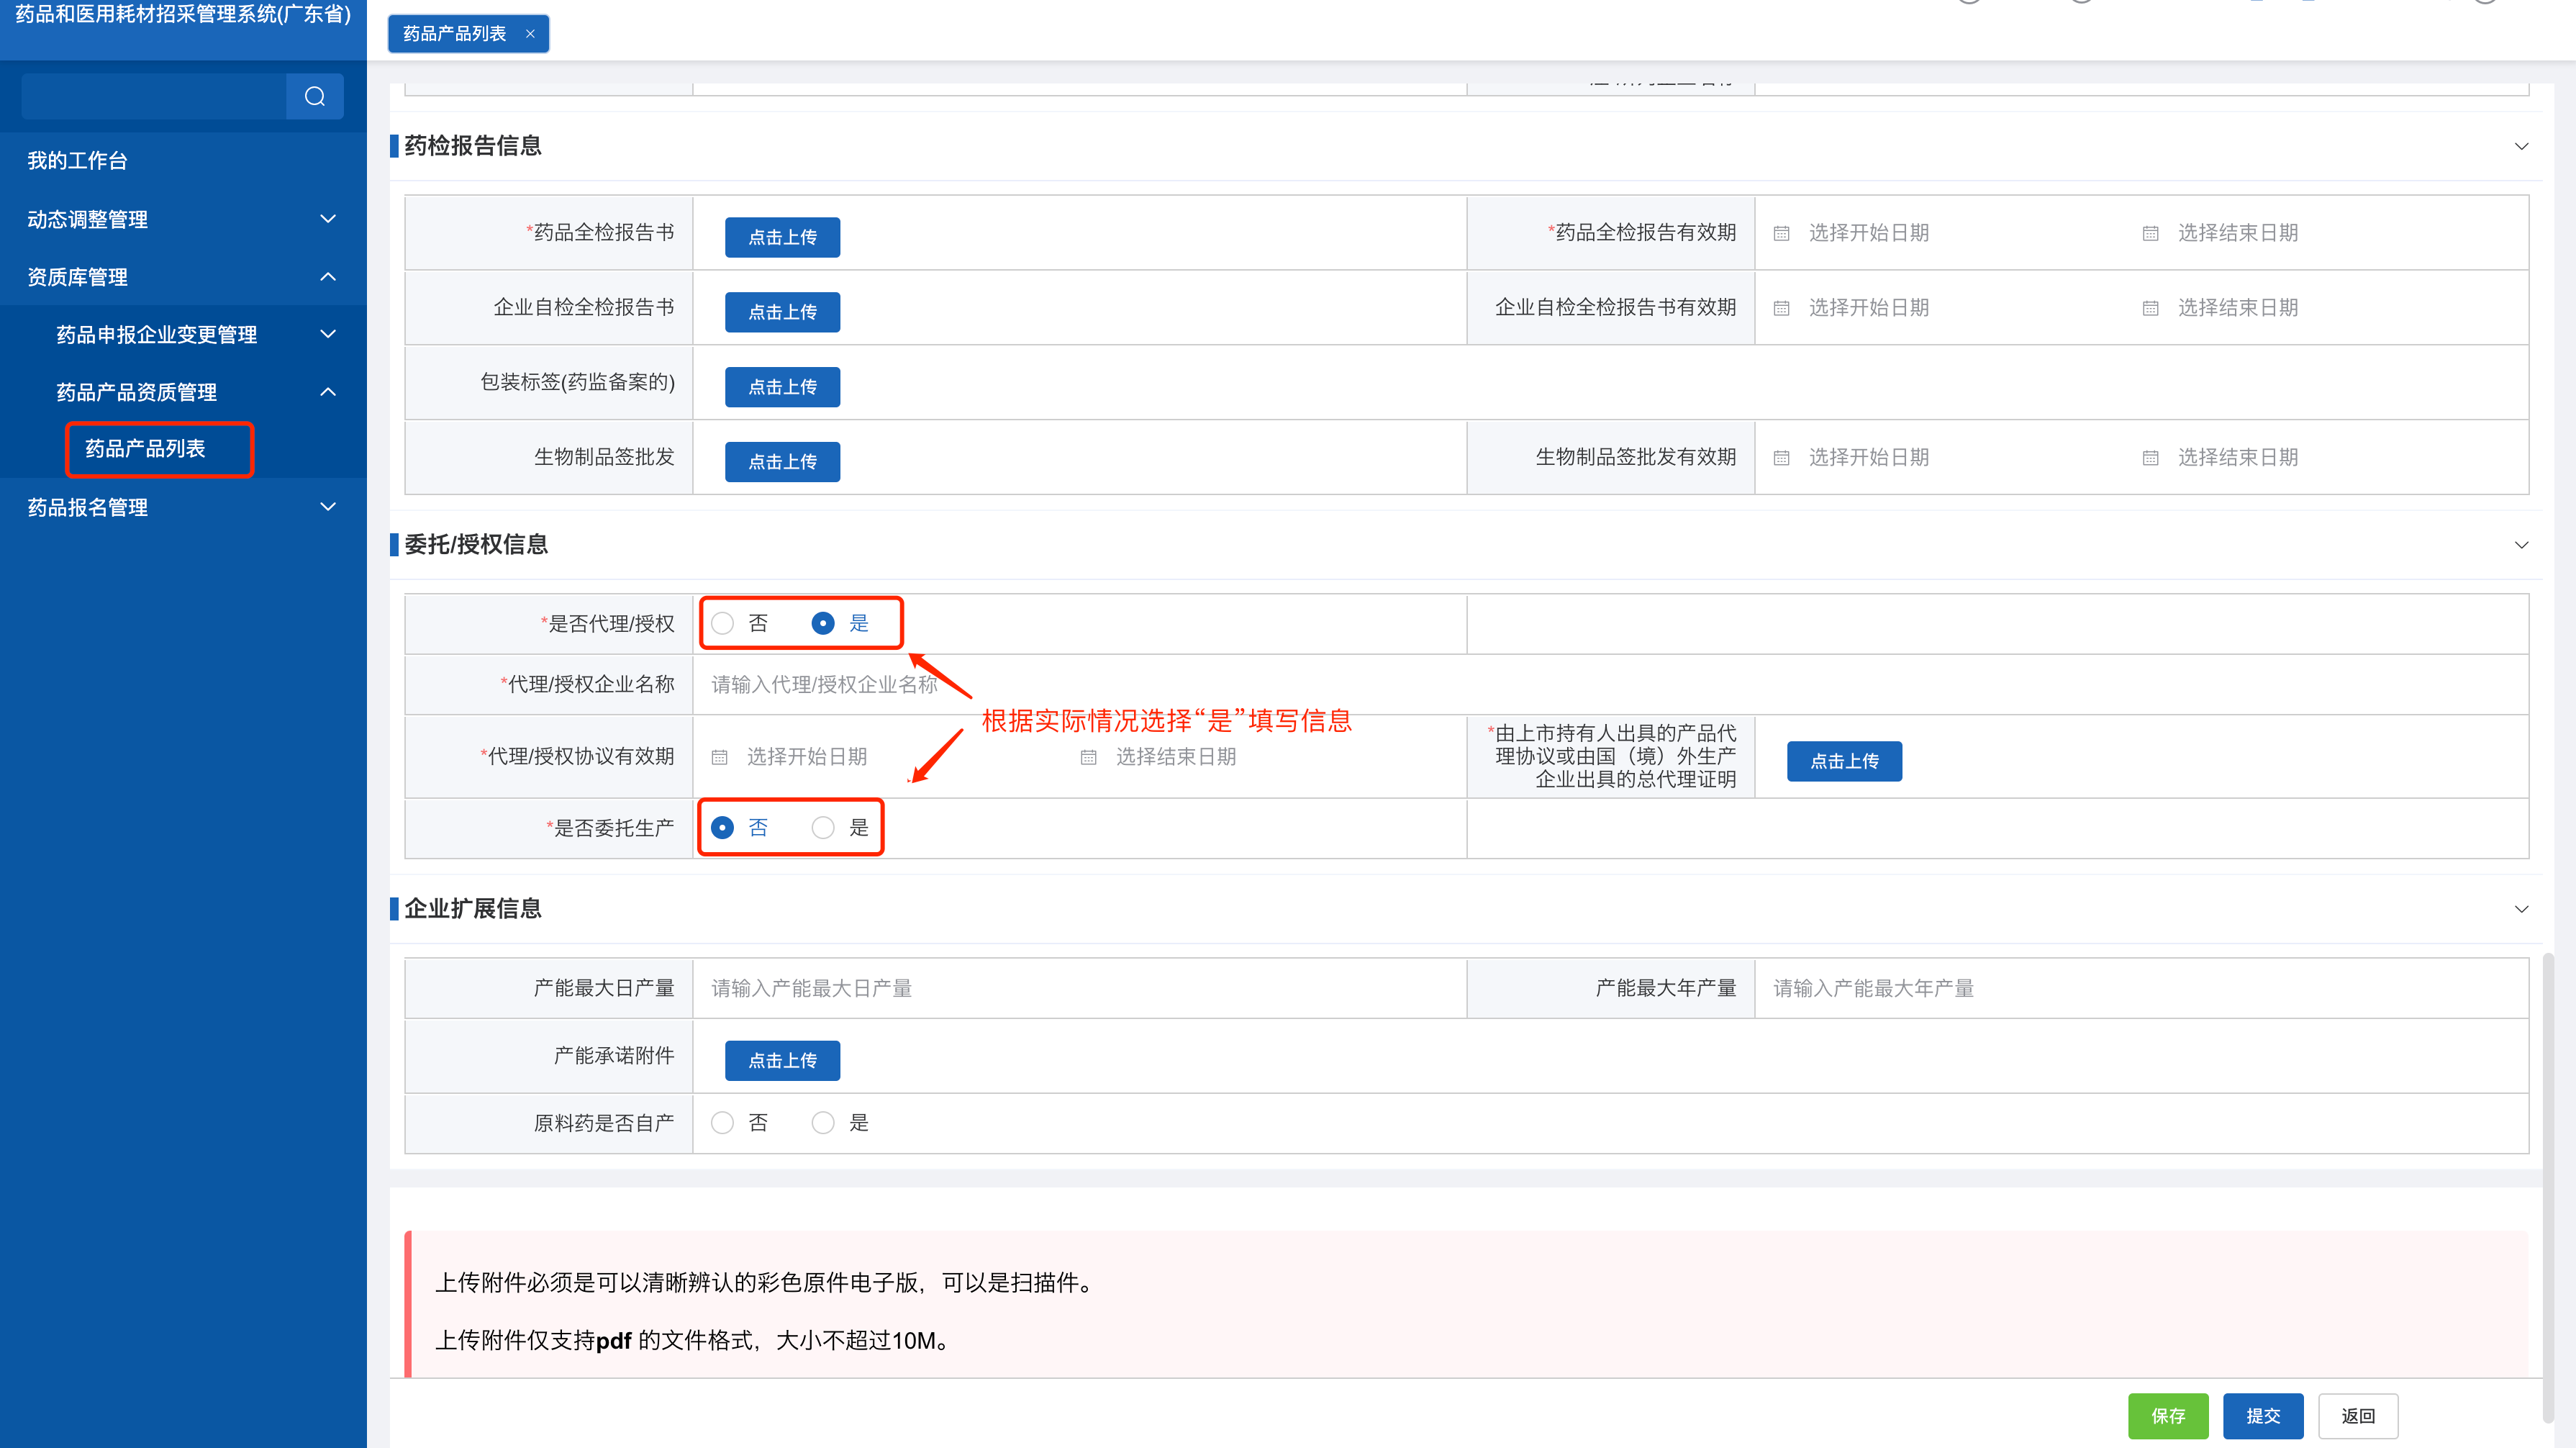 药品和医用耗材招采管理系统(广东省)
药品产品列表 ×
我的工作台
动态调整管理
资质库管理
药品申报企业变更管理
药品产品资质管理
药品产品列表
药品报名管理
药检报告信息
*药品全检报告书 点击上传 *药品全检报告有效期 选择开始日期 选择结束日期
企业自检全检报告书 点击上传 企业自检全检报告书有效期 选择开始日期 选择结束日期
包装标签(药监备案的) 点击上传
生物制品签批发 点击上传 生物制品签批发有效期 选择开始日期 选择结束日期
委托/授权信息
*是否代理/授权 否 是
*代理/授权企业名称 请输入代理/授权企业名称
根据实际情况选择“是”填写信息
*代理/授权协议有效期 选择开始日期 选择结束日期
*由上市持有人出具的产品代
理协议或由国（境）外生产
企业出具的总代理证明
点击上传
*是否委托生产 否 是
企业扩展信息
产能最大日产量 请输入产能最大日产量 产能最大年产量 请输入产能最大年产量
产能承诺附件 点击上传
原料药是否自产 否 是
上传附件必须是可以清晰辨认的彩色原件电子版，可以是扫描件。
上传附件仅支持pdf 的文件格式，大小不超过10M。
保存 提交 返回